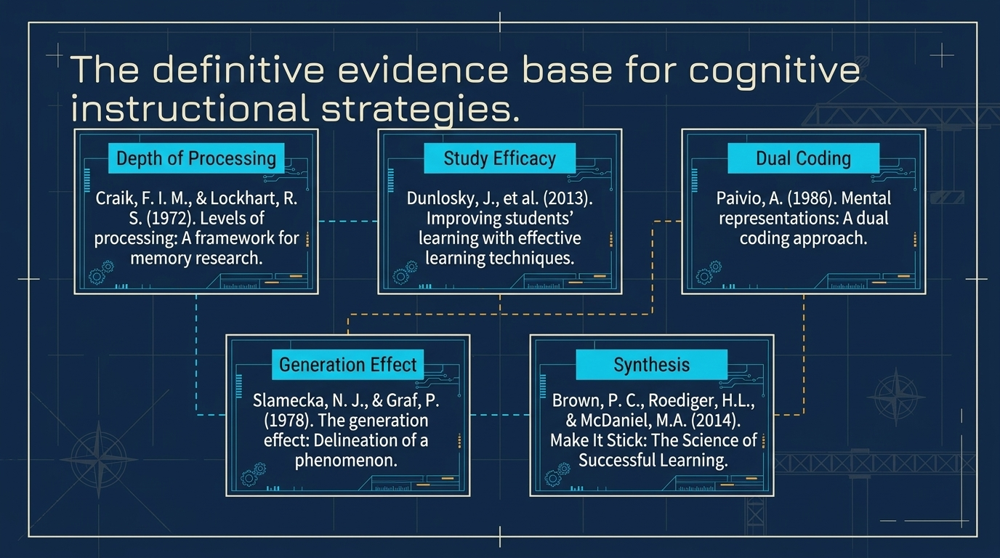 The definitive evidence base for cognitive
instructional strategies.
Depth of Processing
Craik, F. I. M., & Lockhart, R.
S. (1972). Levels of
processing: A framework for
memory research.
Study Efficacy
Dunlosky, J., et al. (2013).
Improving students’
learning with effective
learning techniques.
Dual Coding
Paivio, A. (1986). Mental
representations: A dual
coding approach.
Generation Effect
Slamecka, N. J., & Graf, P.
(1978). The generation
effect: Delineation of a
phenomenon.
Synthesis
Brown, P. C., Roediger, H.L.,
& McDaniel, M.A. (2014).
Make It Stick: The Science of
Successful Learning.